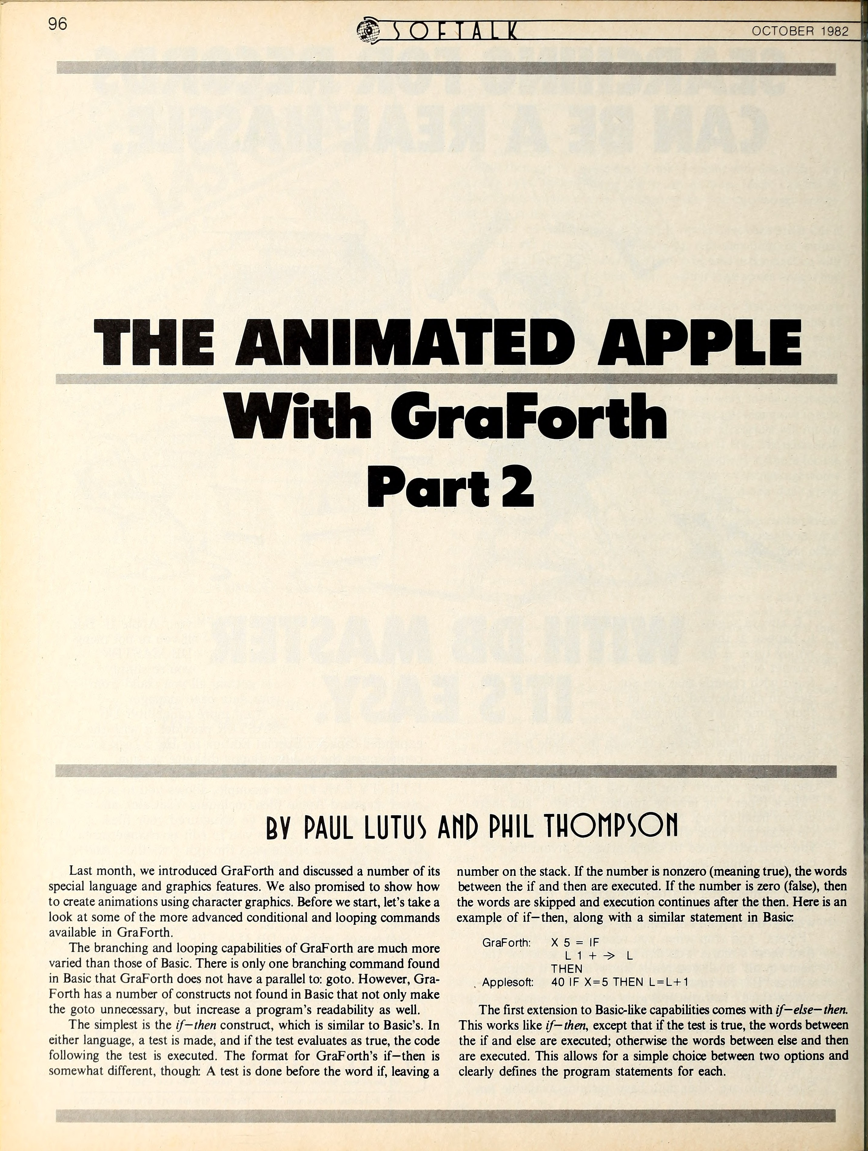 96
SOFTALK
OCTOBER 1982
THE ANIMATED APPLE
With GraForth
Part 2
BY PAUL LUTUS AND PHIL THOMPSON
Last month, we introduced GraForth and discussed a number of its
special language and graphics features. We also promised to show how
to create animations using character graphics. Before we start, let's take a
look at some of the more advanced conditional and looping commands
available in GraForth.
The branching and looping capabilities of GraForth are much more
varied than those of Basic. There is only one branching command found
in Basic that GraForth does not have a parallel to: goto. However, Gra-
Forth has a number of constructs not found in Basic that not only make
the goto unnecessary, but increase a program's readability as well.
The simplest is the if–then construct, which is similar to Basic's. In
either language, a test is made, and if the test evaluates as true, the code
following the test is executed. The format for GraForth's if–then is
somewhat different, though: A test is done before the word if, leaving a
number on the stack. If the number is nonzero (meaning true), the words
between the if and then are executed. If the number is zero (false), then
the words are skipped and execution continues after the then. Here is an
example of if–then, along with a similar statement in Basic:
GraForth: X 5 = IF
L 1 + -> L
THEN
Applesoft: 40 IF X=5 THEN L=L+1
The first extension to Basic-like capabilities comes with if–else–then.
This works like if–then, except that if the test is true, the words between
the if and else are executed; otherwise the words between else and then
are executed. This allows for a simple choice between two options and
clearly defines the program statements for each.